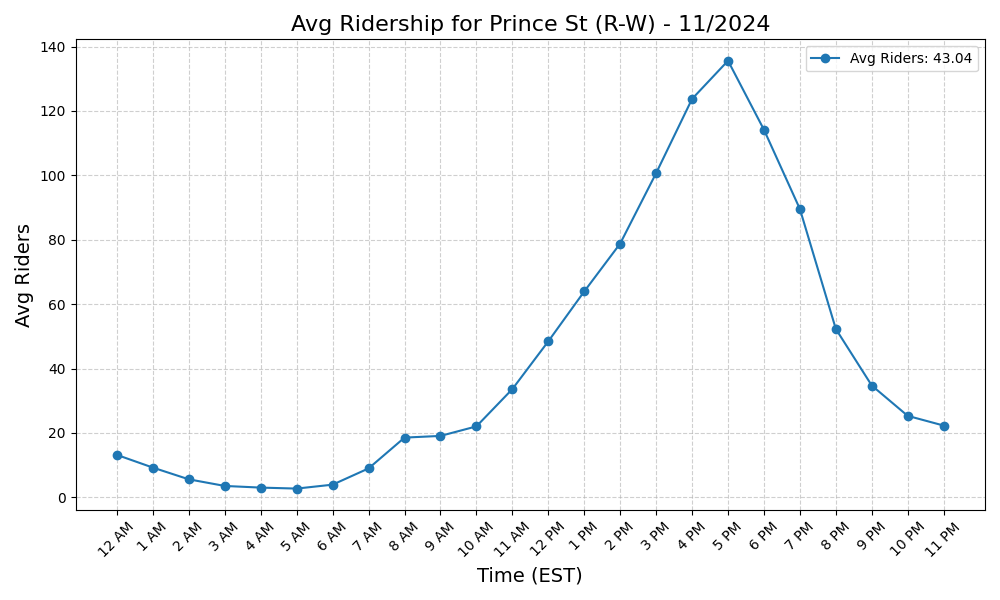 Avg Ridership for Prince St (R-W) - 11/2024
Avg Riders: 43.04
Avg Riders
140
120
100
80
60
40
20
0
12 AM
1 AM
2 AM
3 AM
4 AM
5 AM
6 AM
7 AM
8 AM
9 AM
10 AM
11 AM
12 PM
1 PM
2 PM
3 PM
4 PM
5 PM
6 PM
7 PM
8 PM
9 PM
10 PM
11 PM
Time (EST)